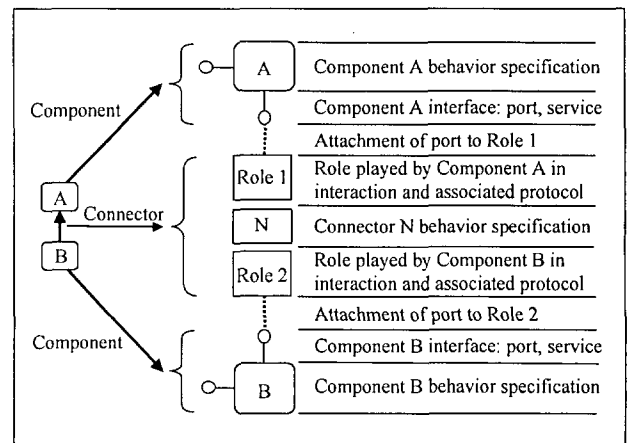 A
Component A behavior specification
Component
Component A interface: port, service
Attachment of port to Role 1
Role 1
Role played by Component A in
interaction and associated protocol
A
Connector
N
Connector N behavior specification
B
Role 2
Role played by Component B in
interaction and associated protocol
Attachment of port to Role 2
Component
Component B interface: port, service
B
Component B behavior specification